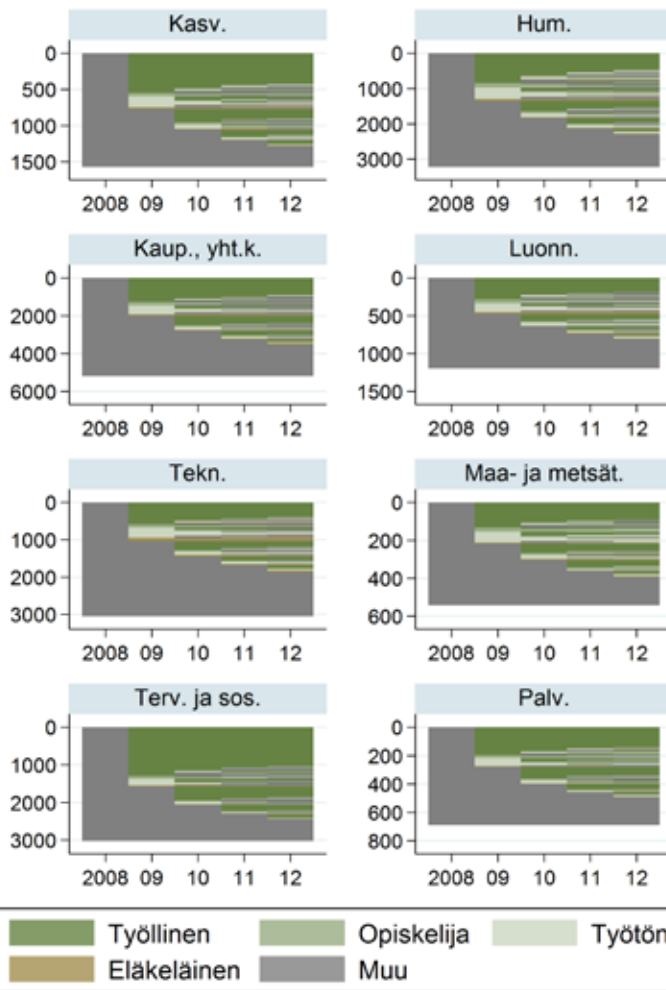 Kasv.
0
500
1000
1500
2008 09 10 11 12
Hum.
0
1000
2000
3000
2008 09 10 11 12
Kaup., yht.k.
0
2000
4000
6000
2008 09 10 11 12
Luonn.
0
500
1000
1500
2008 09 10 11 12
Tekn.
0
1000
2000
3000
2008 09 10 11 12
Maa- ja metsät.
0
200
400
600
2008 09 10 11 12
Terv. ja sos.
0
1000
2000
3000
2008 09 10 11 12
Palv.
0
200
400
600
800
2008 09 10 11 12
Työllinen Opiskelija Työtön
Eläkeläinen Muu